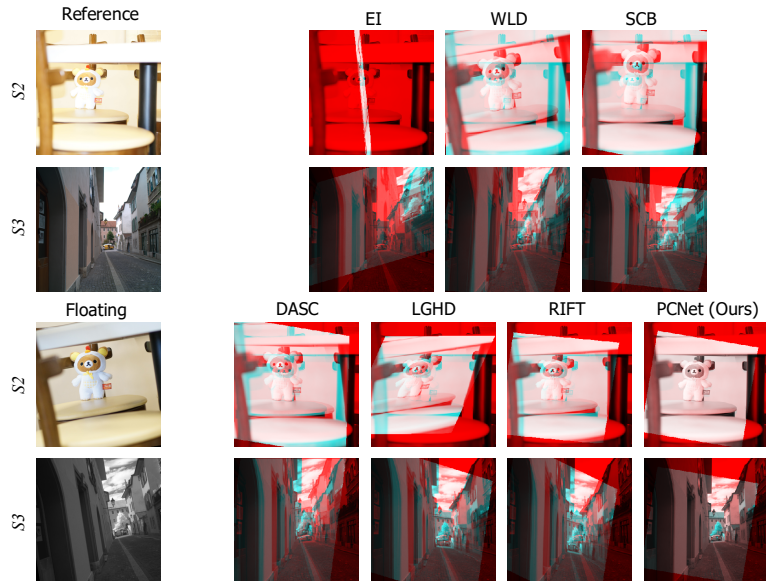 Reference
EI WLD SCB
S2
S3
Floating
DASC LGHD RIFT PCNet (Ours)
S2
S3